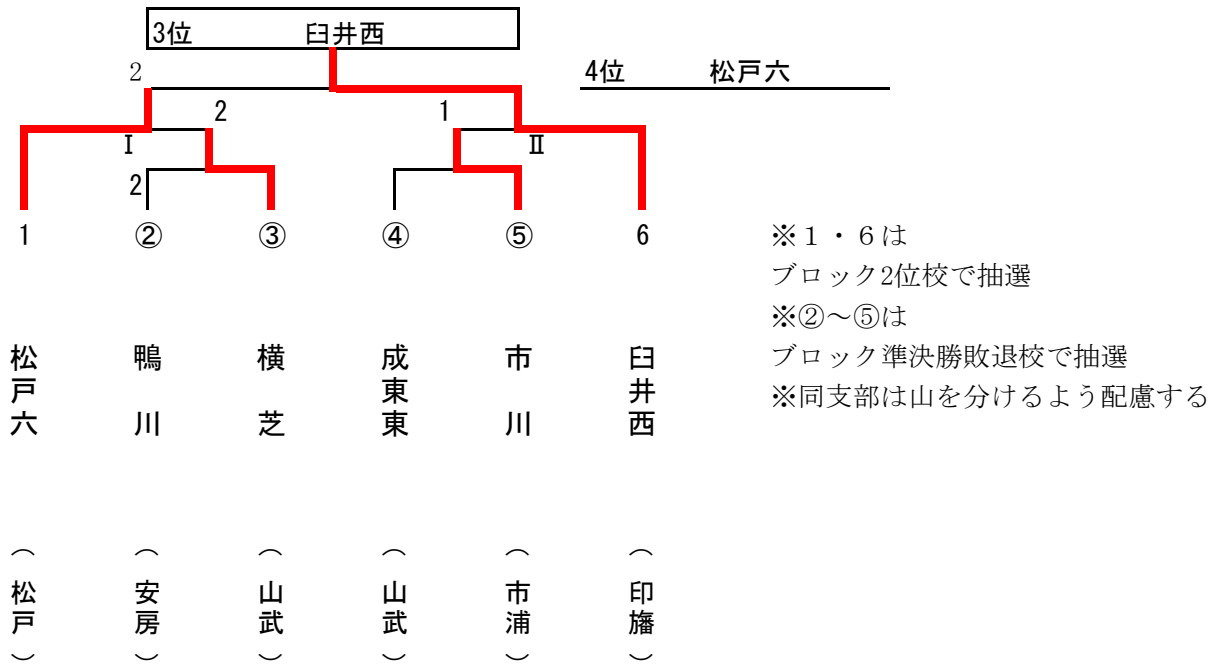 3位 臼井西
4位 松戸六
2
2
1
Ⅰ
Ⅱ
2
1 ② ③ ④ ⑤ 6
松戸六
鴨川
横芝
成東東
市川
臼井西
（松戸）
（安房）
（山武）
（山武）
（市浦）
（印旛）
※１・６は
ブロック2位校で抽選
※②～⑤は
ブロック準決勝敗退校で抽選
※同支部は山を分けるよう配慮する